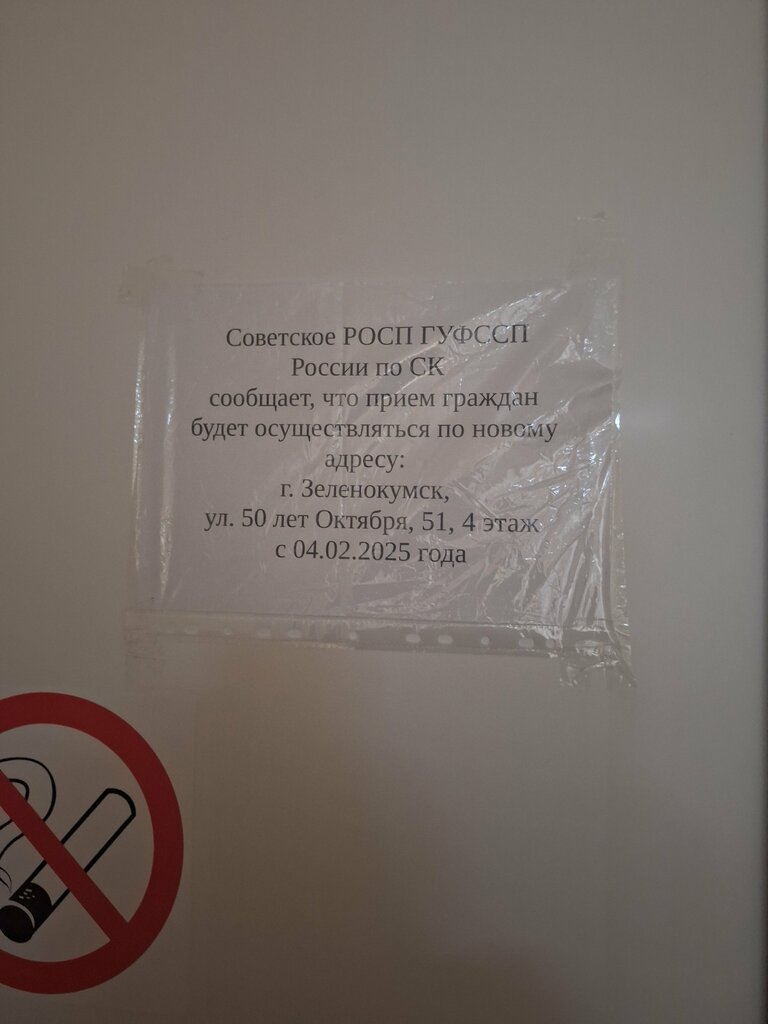 Советское РОСП ГУФССП
России по СК
сообщает, что прием граждан
будет осуществляться по новому
адресу:
г. Зеленокумск,
ул. 50 лет Октября, 51, 4 этаж
с 04.02.2025 года